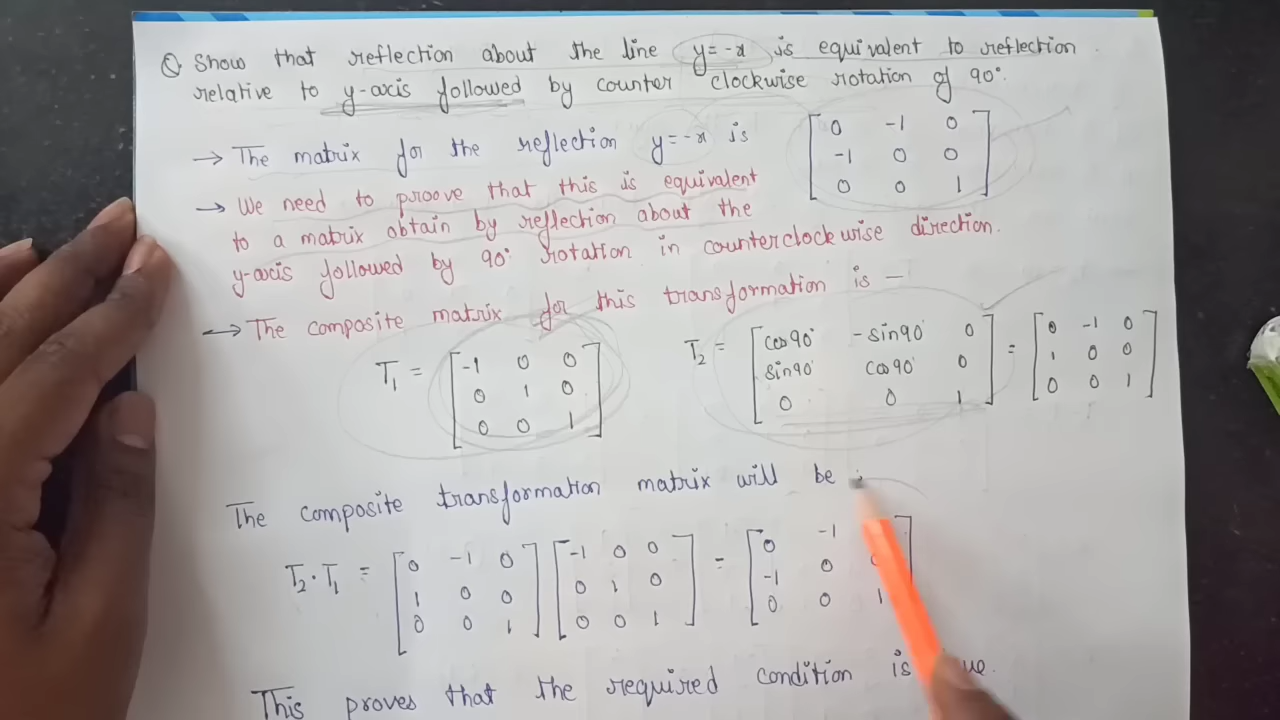 Q Show that reflection about the line y=-x is equivalent to reflection
relative to y-axis followed by counter clockwise rotation of 90°.
→ The matrix for the reflection y=-x is
0 -1 0
-1 0 0
0 0 1
→ We need to proove that this is equivalent
to a matrix obtain by reflection about the
y-axis followed by 90° rotation in counterclockwise direction.
→ The composite matrix for this transformation is -
T1 =
-1 0 0
0 1 0
0 0 1
T2 =
cos90° -sin90° 0
sin90° cos90° 0
0 0 1
=
0 -1 0
1 0 0
0 0 1
The composite transformation matrix will be
T2·T1 =
0 -1 0
1 0 0
0 0 1
-1 0 0
0 1 0
0 0 1
=
0 -1
-1 0
0 0 1
This proves that the required condition is